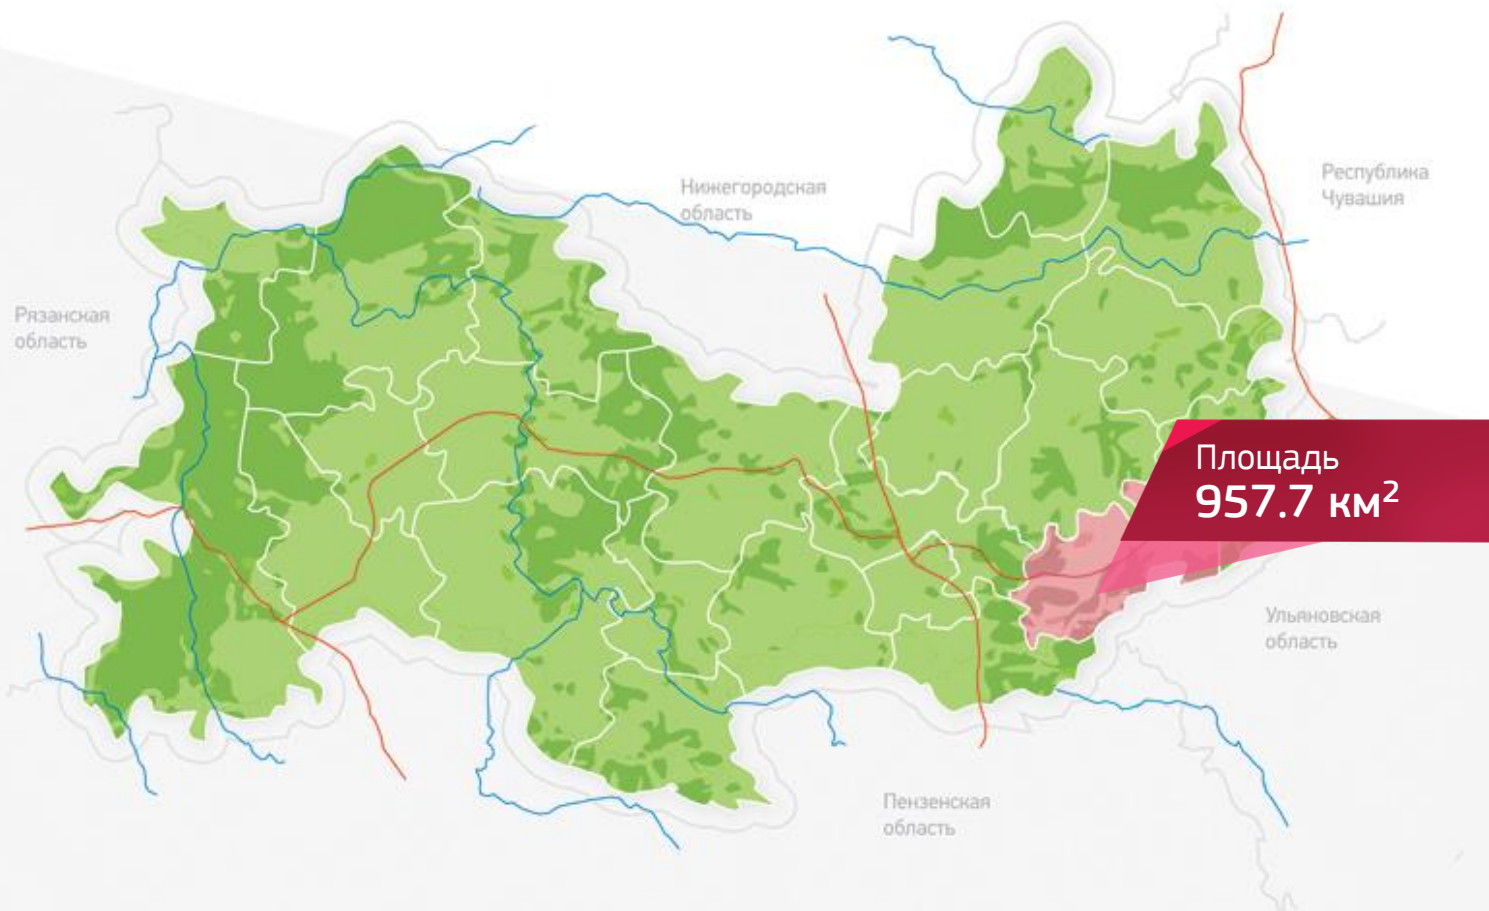 Нижегородская
область
Республика
Чувашия
Рязанская
область
Площадь
957.7 км²
Ульяновская
область
Пензенская
область